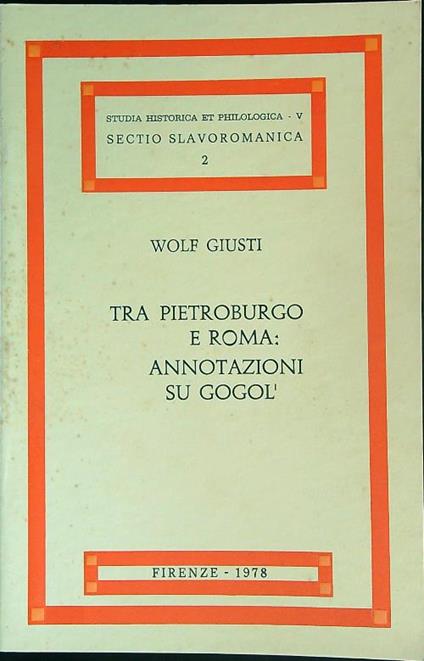 STUDIA HISTORICA ET PHILOLOGICA - V
SECTIO SLAVOROMANICA
2
WOLF GIUSTI
TRA PIETROBURGO
E ROMA:
ANNOTAZIONI
SU GOGOL'
FIRENZE - 1978